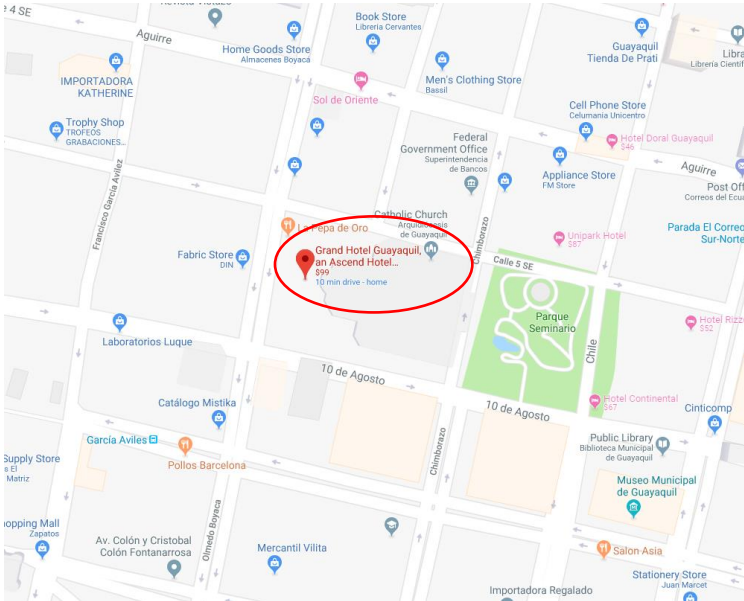 e 4 SE
Aguirre
Book Store
Libreria Cervantes
Home Goods Store
Almacenes Boyaca
Guayaquil
Tienda De Prati
Libra
Librería Científ
IMPORTADORA
KATHERINE
Men's Clothing Store
Bassil
Sol de Oriente
Cell Phone Store
Celumania Unicentro
Trophy Shop
TROFEOS
GRABACIONES...
Federal
Government Office
Superintendencia
de Bancos
Hotel Doral Guayaquil
$46
Aguirre
Appliance Store
FM Store
Post Off
Correos del Ecua
Francisco García Avilez
Catholic Church
Arquidiocesis
de Guayaquil
La Pepa de Oro
Chimborazo
Unipark Hotel
$87
Parada El Correo
Sur-Norte
Fabric Store
DIN
Grand Hotel Guayaquil,
an Ascend Hotel...
$99
10 min drive - home
Calle 5 SE
Parque
Seminario
Hotel Rizzo
$52
Laboratorios Luque
Chile
10 de Agosto
Catálogo Mistika
10 de Agosto
Hotel Continental
$67
Cinticomp
García Aviles
Pollos Barcelona
Chimborazo
Public Library
Biblioteca Municipal
de Guayaquil
Supply Store
s El
Matriz
Museo Municipal
de Guayaquil
Olmedo Boyaca
hopping Mall
Zapatos
Av. Colón y Cristobal
Colón Fontanarrosa
Mercantil Vilita
Salon Asia
Stationery Store
Juan Marcet
Importadora Regalado